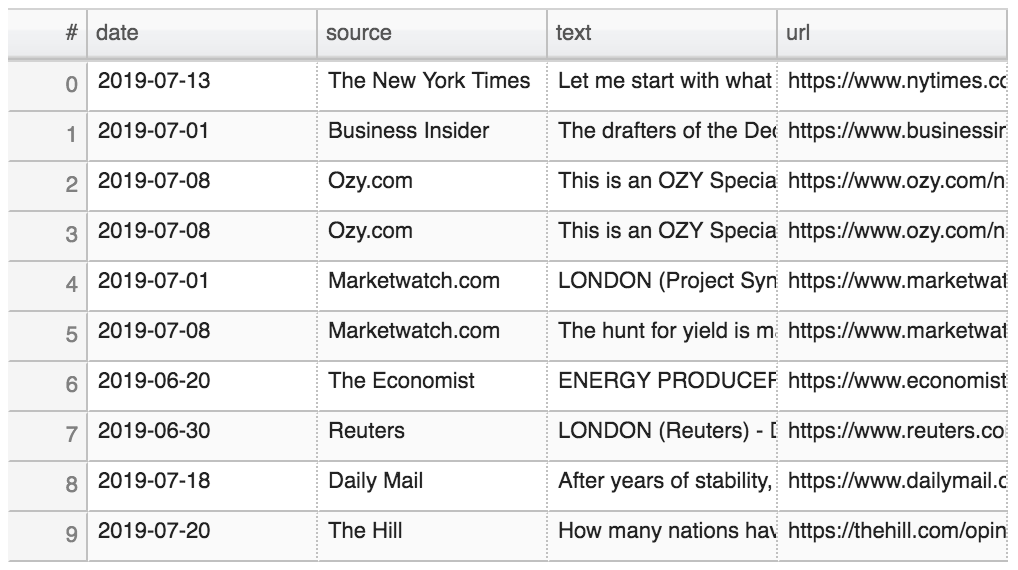 # date source text url
0 2019-07-13 The New York Times Let me start with what https://www.nytimes.co
1 2019-07-01 Business Insider The drafters of the Dec https://www.businessin
2 2019-07-08 Ozy.com This is an OZY Specia https://www.ozy.com/n
3 2019-07-08 Ozy.com This is an OZY Specia https://www.ozy.com/n
4 2019-07-01 Marketwatch.com LONDON (Project Syn https://www.marketwat
5 2019-07-08 Marketwatch.com The hunt for yield is m https://www.marketwat
6 2019-06-20 The Economist ENERGY PRODUCER https://www.economist
7 2019-06-30 Reuters LONDON (Reuters) - D https://www.reuters.co
8 2019-07-18 Daily Mail After years of stability, https://www.dailymail.c
9 2019-07-20 The Hill How many nations hav https://thehill.com/opin